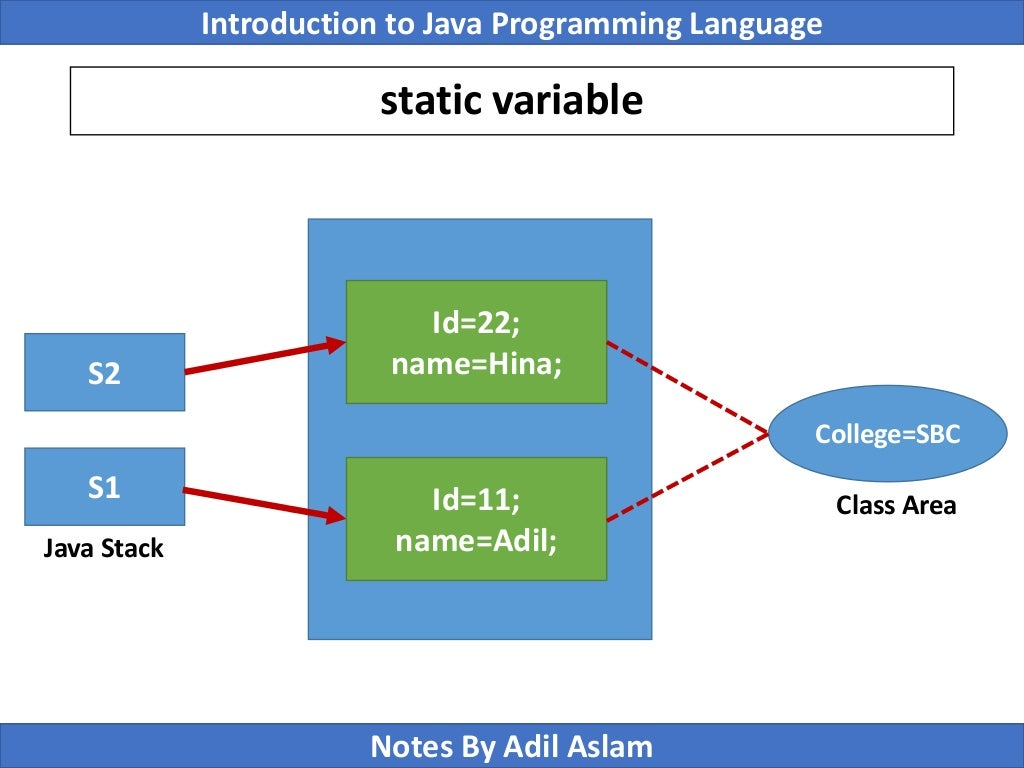 Introduction to Java Programming Language
static variable
Id=22;
name=Hina;
S2
College=SBC
S1
Id=11;
name=Adil;
Class Area
Java Stack
Notes By Adil Aslam